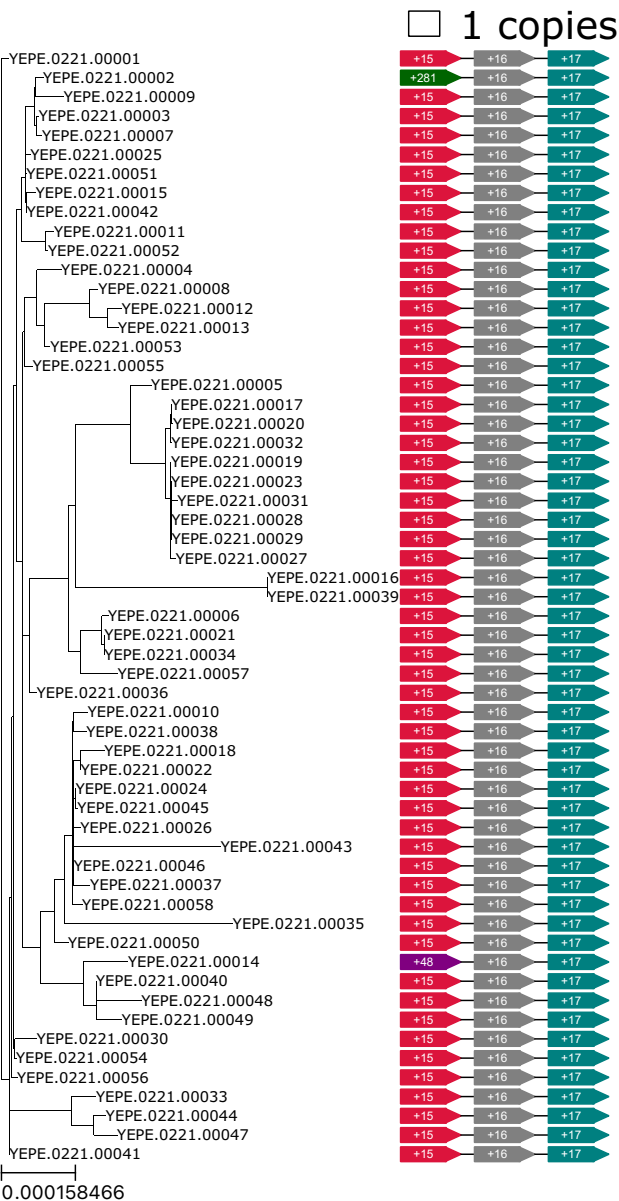 1 copies
YEPE.0221.00001 +15 +16 +17
YEPE.0221.00002 +281 +16 +17
YEPE.0221.00009 +15 +16 +17
YEPE.0221.00003 +15 +16 +17
YEPE.0221.00007 +15 +16 +17
YEPE.0221.00025 +15 +16 +17
YEPE.0221.00051 +15 +16 +17
YEPE.0221.00015 +15 +16 +17
YEPE.0221.00042 +15 +16 +17
YEPE.0221.00011 +15 +16 +17
YEPE.0221.00052 +15 +16 +17
YEPE.0221.00004 +15 +16 +17
YEPE.0221.00008 +15 +16 +17
YEPE.0221.00012 +15 +16 +17
YEPE.0221.00013 +15 +16 +17
YEPE.0221.00053 +15 +16 +17
YEPE.0221.00055 +15 +16 +17
YEPE.0221.00005 +15 +16 +17
YEPE.0221.00017 +15 +16 +17
YEPE.0221.00020 +15 +16 +17
YEPE.0221.00032 +15 +16 +17
YEPE.0221.00019 +15 +16 +17
YEPE.0221.00023 +15 +16 +17
YEPE.0221.00031 +15 +16 +17
YEPE.0221.00028 +15 +16 +17
YEPE.0221.00029 +15 +16 +17
YEPE.0221.00027 +15 +16 +17
YEPE.0221.00016 +15 +16 +17
YEPE.0221.00039 +15 +16 +17
YEPE.0221.00006 +15 +16 +17
YEPE.0221.00021 +15 +16 +17
YEPE.0221.00034 +15 +16 +17
YEPE.0221.00057 +15 +16 +17
YEPE.0221.00036 +15 +16 +17
YEPE.0221.00010 +15 +16 +17
YEPE.0221.00038 +15 +16 +17
YEPE.0221.00018 +15 +16 +17
YEPE.0221.00022 +15 +16 +17
YEPE.0221.00024 +15 +16 +17
YEPE.0221.00045 +15 +16 +17
YEPE.0221.00026 +15 +16 +17
YEPE.0221.00043 +15 +16 +17
YEPE.0221.00046 +15 +16 +17
YEPE.0221.00037 +15 +16 +17
YEPE.0221.00058 +15 +16 +17
YEPE.0221.00035 +15 +16 +17
YEPE.0221.00050 +15 +16 +17
YEPE.0221.00014 +48 +16 +17
YEPE.0221.00040 +15 +16 +17
YEPE.0221.00048 +15 +16 +17
YEPE.0221.00049 +15 +16 +17
YEPE.0221.00030 +15 +16 +17
YEPE.0221.00054 +15 +16 +17
YEPE.0221.00056 +15 +16 +17
YEPE.0221.00033 +15 +16 +17
YEPE.0221.00044 +15 +16 +17
YEPE.0221.00047 +15 +16 +17
YEPE.0221.00041 +15 +16 +17
0.000158466